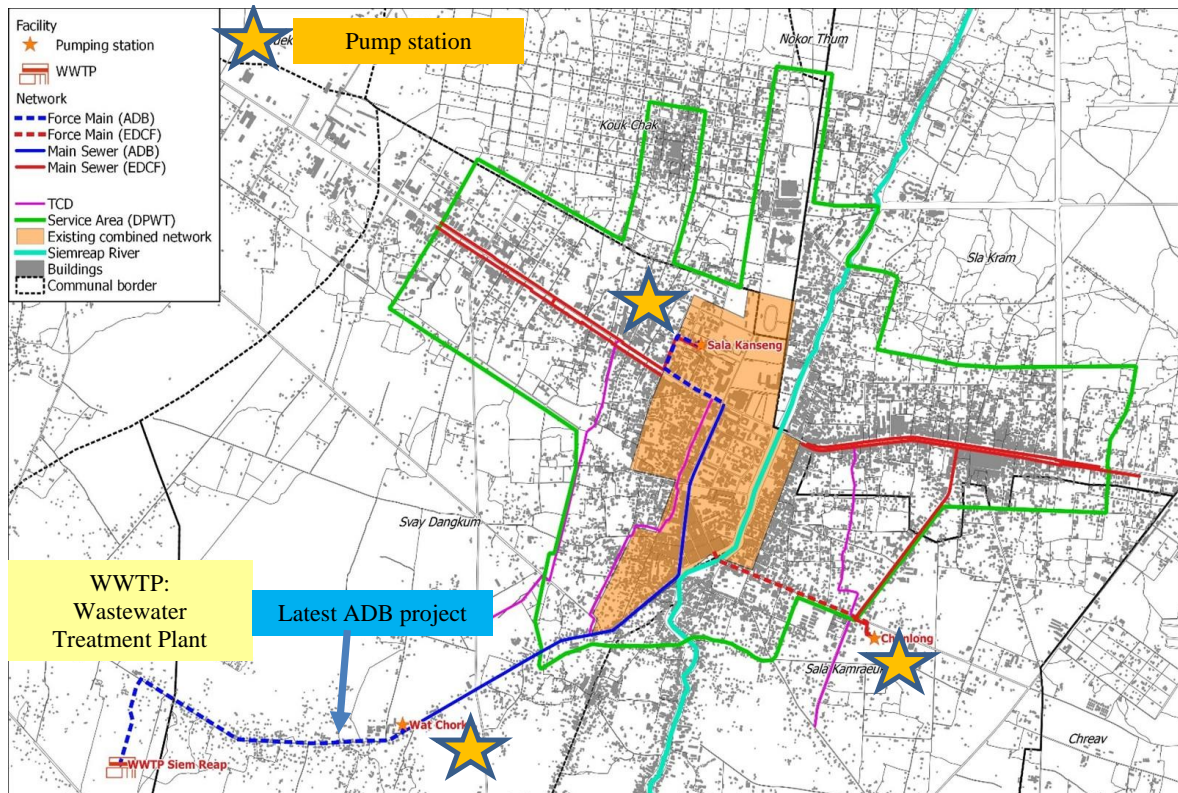 Facility
Pumping station
WWTP
Network
Force Main (ADB)
Force Main (EDCF)
Main Sewer (ADB)
Main Sewer (EDCF)
TCD
Service Area (DPWT)
Existing combined network
Siemreap River
Buildings
Communal border
Pump station
Nokor Thum
Kouk Chak
Sla Kram
Sala Kanseng
Svay Dangkum
WWTP:
Wastewater
Treatment Plant
Latest ADB project
Sala Kamraeuk
Wat Chork
Chreav
WWTP Siem Reap